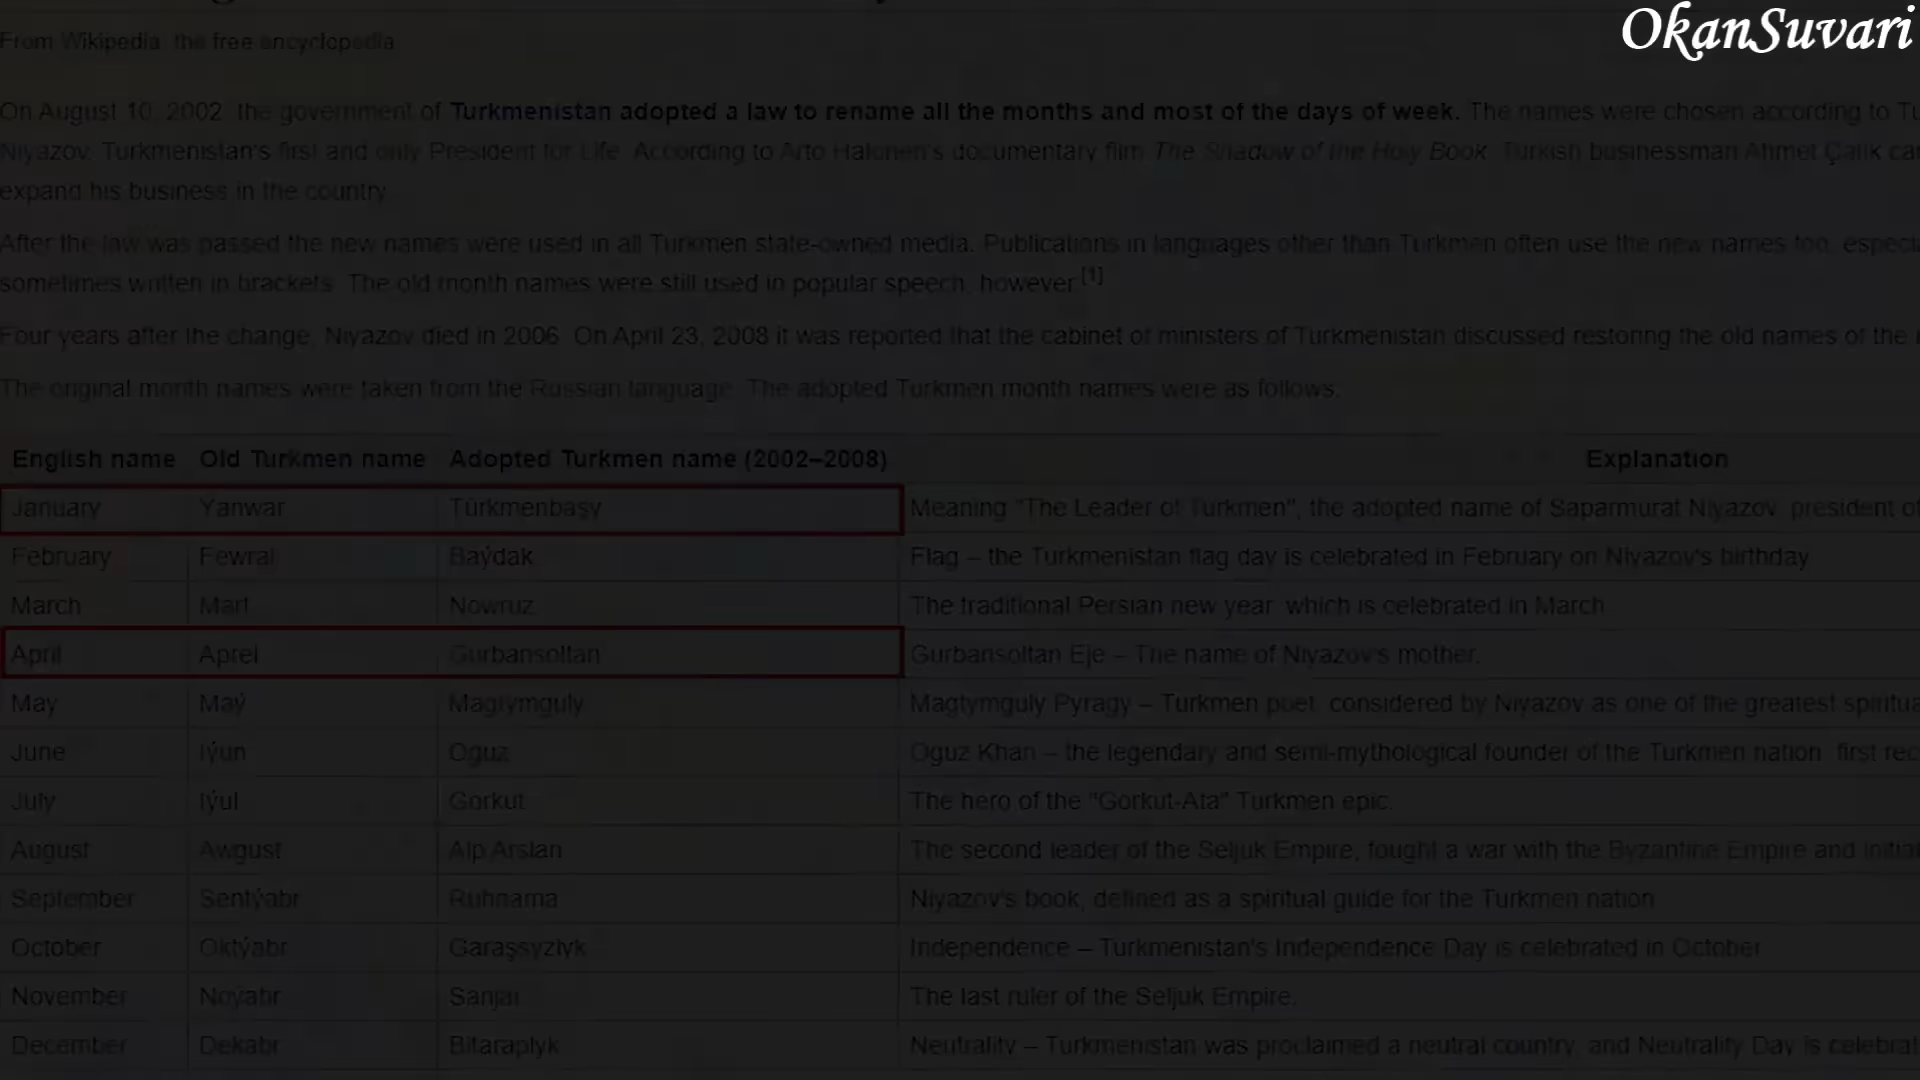 OkanSuvari
From Wikipedia, the free encyclopedia
On August 10, 2002, the government of Turkmenistan adopted a law to rename all the months and most of the days of week. The names were chosen according to
Niyazov, Turkmenistan's first and only President for Life. According to Arto Halonen's documentary film The Shadow of the Holy Book, Turkish businessman Ahmet Çalık
expand his business in the country.
After the law was passed the new names were used in all Turkmen state-owned media. Publications in languages other than Turkmen often use the new names too,
sometimes written in brackets. The old month names were still used in popular speech, however.[1]
Four years after the change, Niyazov died in 2006. On April 23, 2008 it was reported that the cabinet of ministers of Turkmenistan discussed restoring the old names of the
The original month names were taken from the Russian language. The adopted Turkmen month names were as follows:
English name Old Turkmen name Adopted Turkmen name (2002–2008) Explanation
January Ýanwar Türkmenbaşy Meaning "The Leader of Turkmen", the adopted name of Saparmurat Niyazov, president of
February Fewral Baýdak Flag – the Turkmenistan flag day is celebrated in February on Niyazov's birthday
March Mart Nowruz The traditional Persian new year, which is celebrated in March
April Aprel Gurbansoltan Gurbansoltan Eje – The name of Niyazov's mother.
May Maý Magtymguly Magtymguly Pyragy – Turkmen poet, considered by Niyazov as one of the greatest
June Iýun Oguz Oguz Khan – the legendary and semi-mythological founder of the Turkmen nation, first
July Iýul Gorkut The hero of the "Gorkut-Ata" Turkmen epic.
August Awgust Alp Arslan The second leader of the Seljuk Empire, fought a war with the Byzantine Empire and
September Sentýabr Ruhnama Niyazov's book, defined as a spiritual guide for the Turkmen nation
October Oktýabr Garaşsyzlyk Independence – Turkmenistan's Independence Day is celebrated in October
November Noýabr Sanjar The last ruler of the Seljuk Empire.
December Dekabr Bitaraplyk Neutrality – Turkmenistan was proclaimed a neutral country, and Neutrality Day is